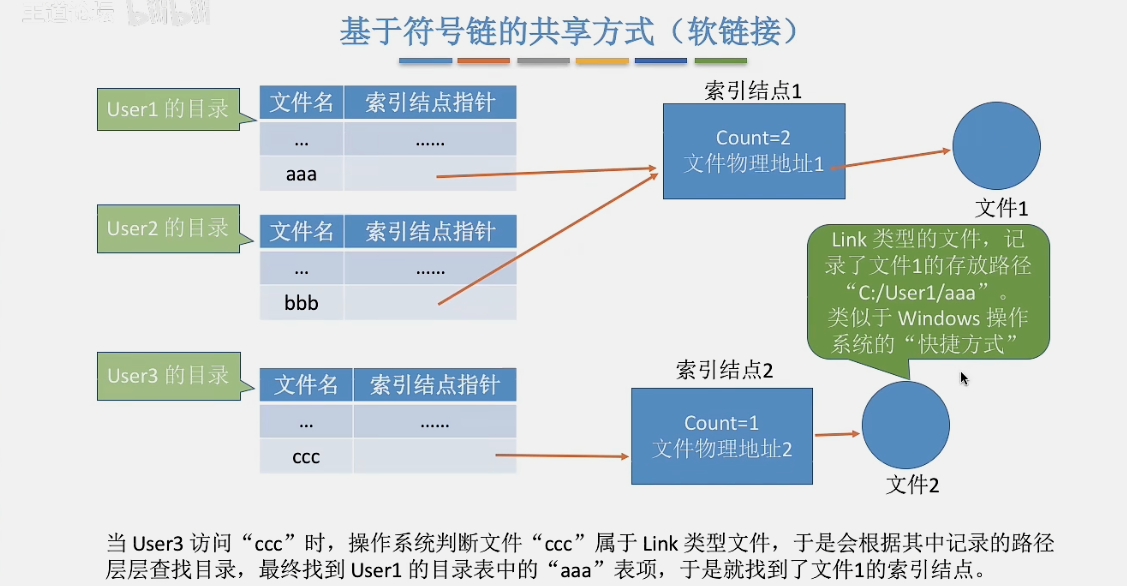 基于符号链的共享方式（软链接）
User1 的目录
文件名 索引结点指针
... ......
aaa
索引结点1
Count=2
文件物理地址1
文件1
User2 的目录
文件名 索引结点指针
... ......
bbb
Link 类型的文件，记
录了文件1的存放路径
“C:/User1/aaa”。
类似于 Windows 操作
系统的“快捷方式”
User3 的目录
文件名 索引结点指针
... ......
ccc
索引结点2
Count=1
文件物理地址2
文件2
当 User3 访问“ccc”时，操作系统判断文件“ccc”属于 Link 类型文件，于是会根据其中记录的路径
层层查找目录，最终找到 User1 的目录表中的“aaa”表项，于是就找到了文件1的索引结点。